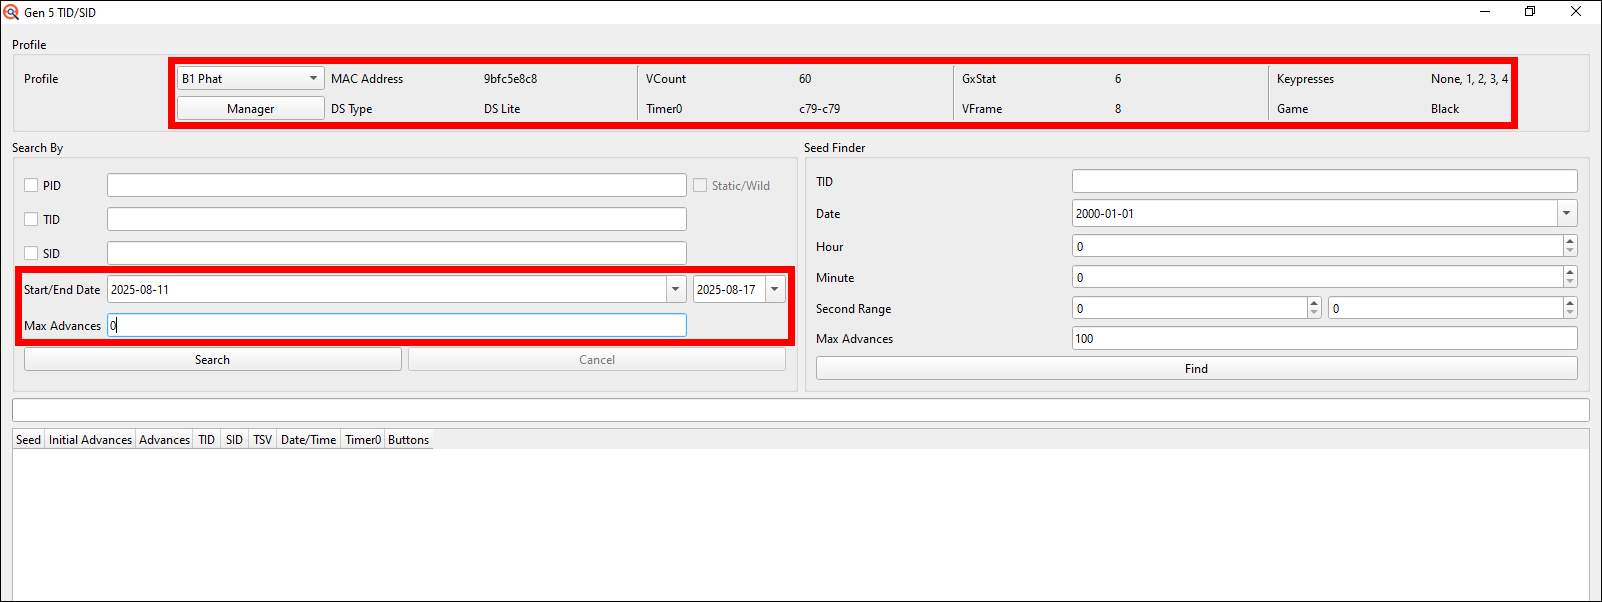 Gen 5 TID/SID
Profile
Profile B1 Phat MAC Address 9bfc5e8c8 VCount 60 GxStat 6 Keypresses None, 1, 2, 3, 4
Manager DS Type DS Lite Timer0 c79-c79 VFrame 8 Game Black
Search By
PID Static/Wild
TID
SID
Start/End Date 2025-08-11 2025-08-17
Max Advances 0
Search Cancel
Seed Finder
TID
Date 2000-01-01
Hour 0
Minute 0
Second Range 0 0
Max Advances 100
Find
Seed Initial Advances Advances TID SID TSV Date/Time Timer0 Buttons